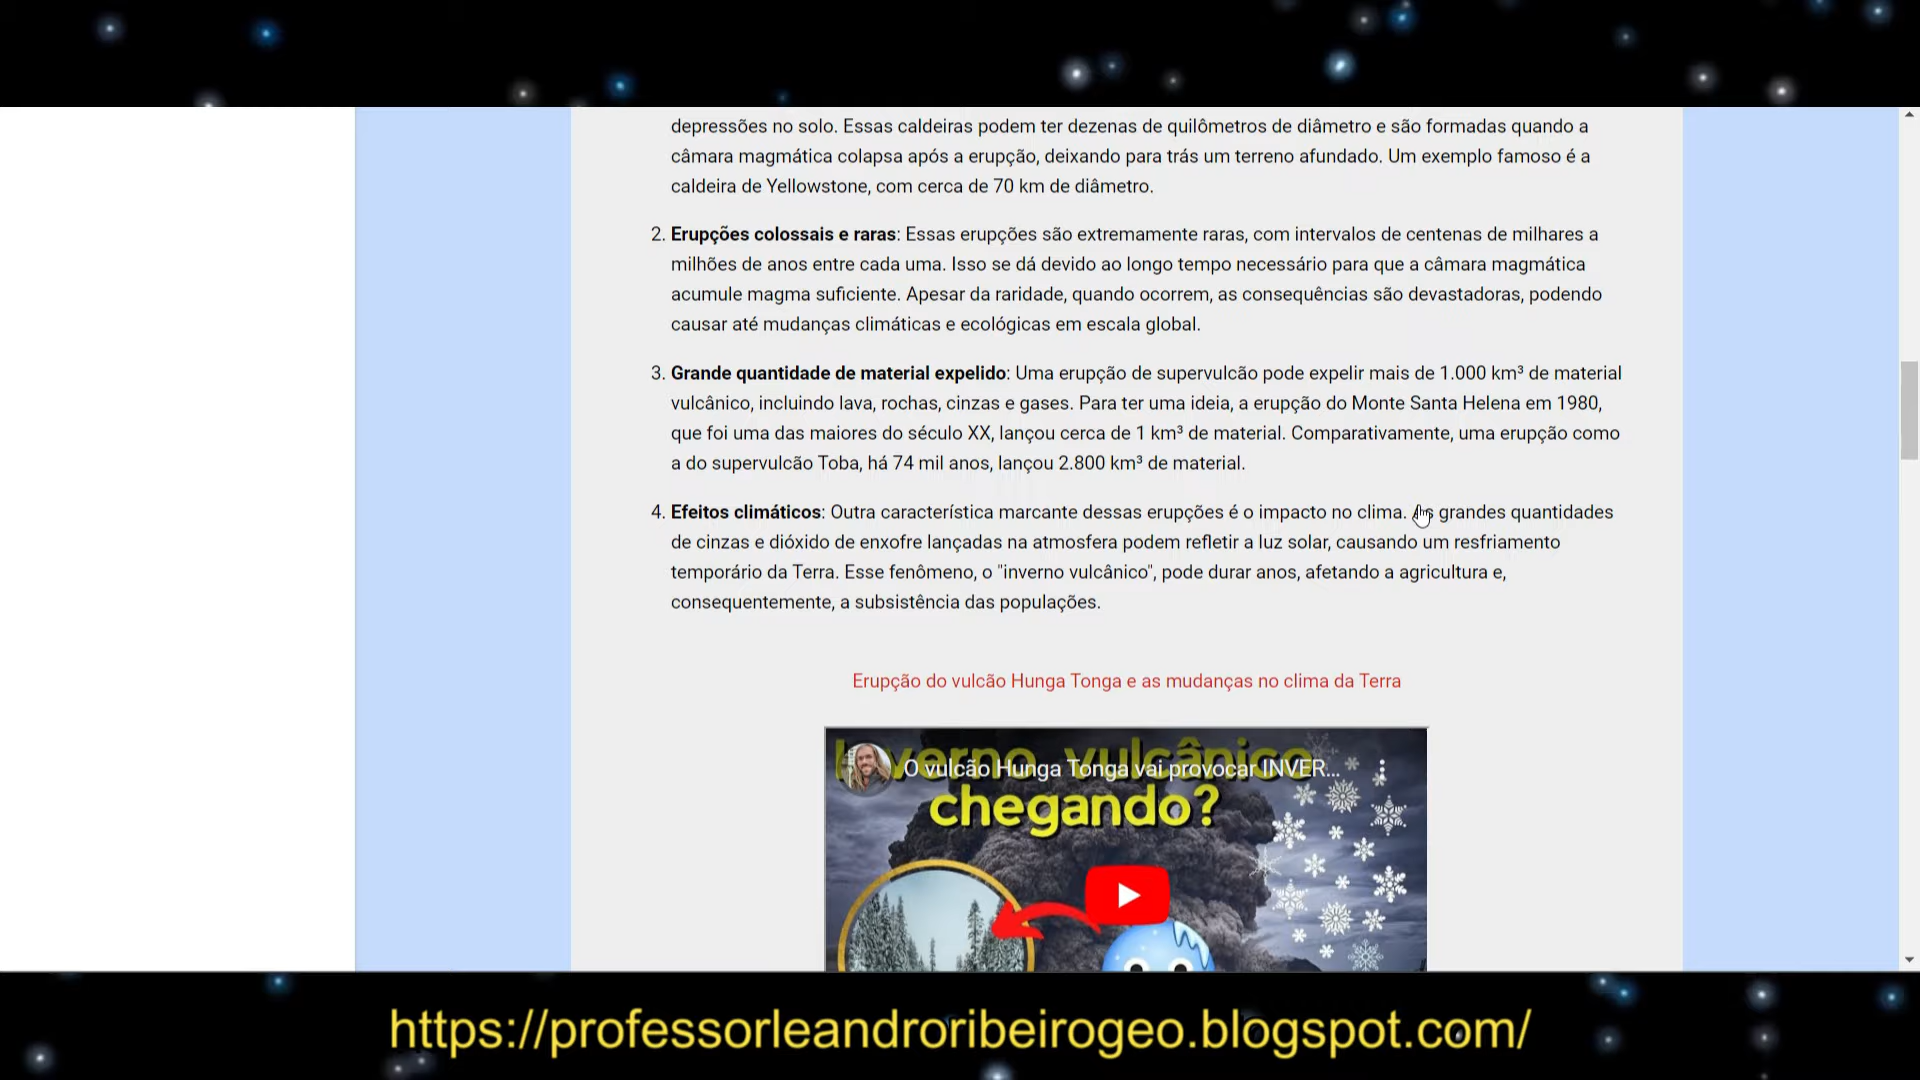 depressões no solo. Essas caldeiras podem ter dezenas de quilômetros de diâmetro e são formadas quando a
câmara magmática colapsa após a erupção, deixando para trás um terreno afundado. Um exemplo famoso é a
caldeira de Yellowstone, com cerca de 70 km de diâmetro.
2. Erupções colossais e raras: Essas erupções são extremamente raras, com intervalos de centenas de milhares a
milhões de anos entre cada uma. Isso se dá devido ao longo tempo necessário para que a câmara magmática
acumule magma suficiente. Apesar da raridade, quando ocorrem, as consequências são devastadoras, podendo
causar até mudanças climáticas e ecológicas em escala global.
3. Grande quantidade de material expelido: Uma erupção de supervulcão pode expelir mais de 1.000 km³ de material
vulcânico, incluindo lava, rochas, cinzas e gases. Para ter uma ideia, a erupção do Monte Santa Helena em 1980,
que foi uma das maiores do século XX, lançou cerca de 1 km³ de material. Comparativamente, uma erupção como
a do supervulcão Toba, há 74 mil anos, lançou 2.800 km³ de material.
4. Efeitos climáticos: Outra característica marcante dessas erupções é o impacto no clima. As grandes quantidades
de cinzas e dióxido de enxofre lançadas na atmosfera podem refletir a luz solar, causando um resfriamento
temporário da Terra. Esse fenômeno, o "inverno vulcânico", pode durar anos, afetando a agricultura e,
consequentemente, a subsistência das populações.
Erupção do vulcão Hunga Tonga e as mudanças no clima da Terra
Inverno vulcânico
O vulcão Hunga Tonga vai provocar INVER...
chegando?
https://professorleandroribeirogeo.blogspot.com/